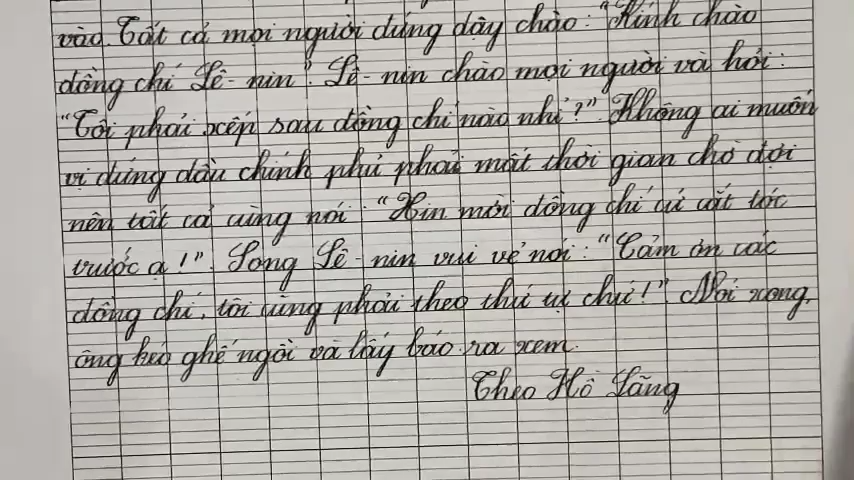 vào. Tất cả mọi người đứng dậy chào: "Kính chào
đồng chí Lê-nin". Lê-nin chào mọi người và hỏi:
"Tôi phải xếp sau đồng chí nào nhỉ?". Không ai muốn
vị đứng đầu chính phủ phải mất thời gian chờ đợi
nên tất cả cùng nói: "Xin mời đồng chí cứ cắt tóc
trước ạ!". Song Lê-nin vui vẻ nói: "Cảm ơn các
đồng chí, tôi cũng phải theo thứ tự chứ!". Nói xong,
ông kéo ghế ngồi và lấy báo ra xem.
Theo Hồ Lãng